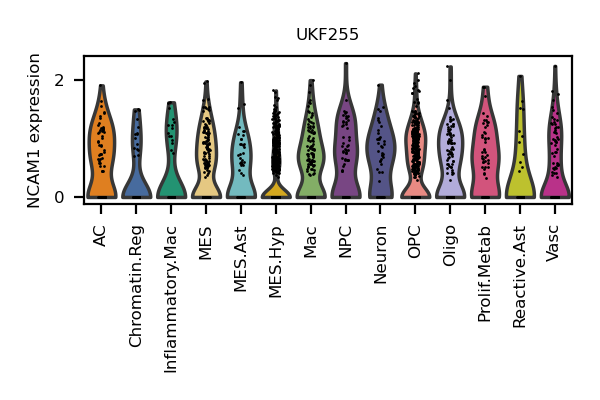 UKF255
NCAM1 expression
2
0
AC
Chromatin.Reg
Inflammatory.Mac
MES
MES.Ast
MES.Hyp
Mac
NPC
Neuron
OPC
Oligo
Prolif.Metab
Reactive.Ast
Vasc